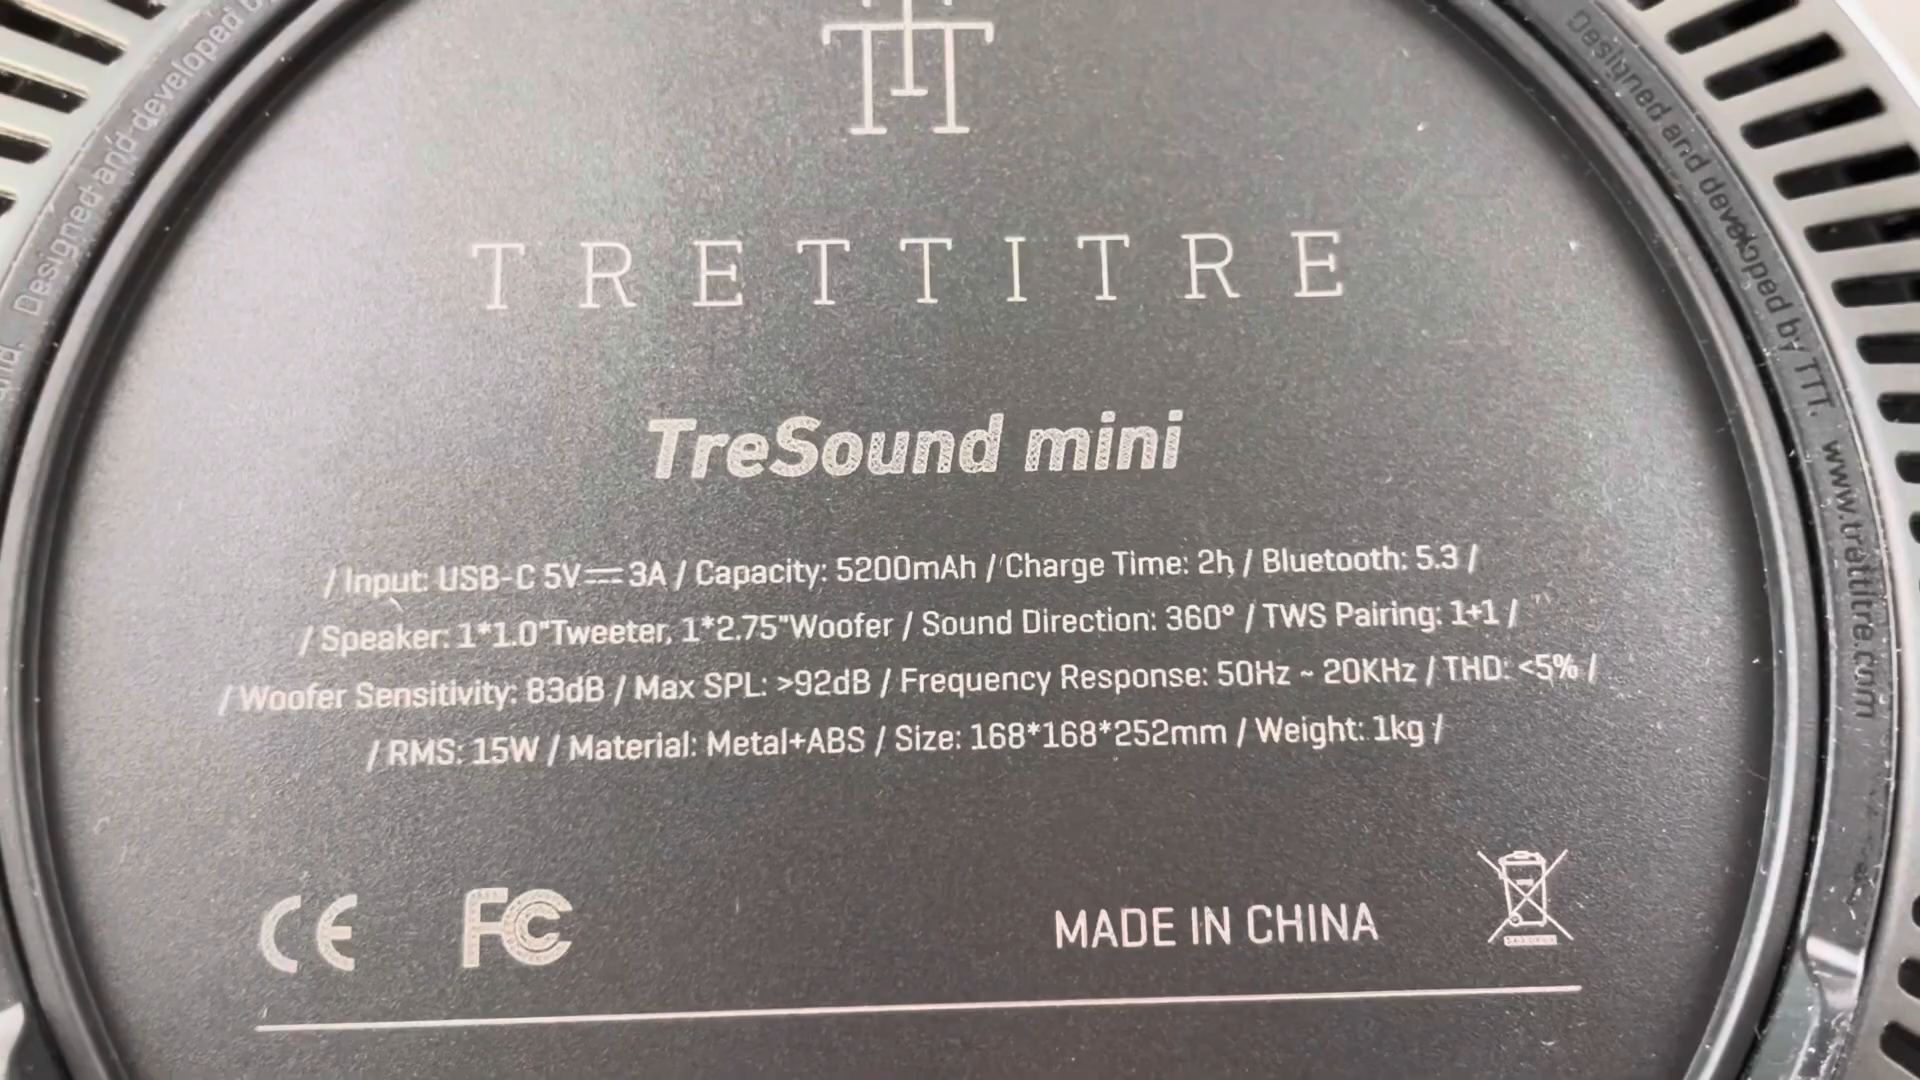 TRETTITRE
TreSound mini
/ Input: USB-C 5V⎓3A / Capacity: 5200mAh / Charge Time: 2h / Bluetooth: 5.3 /
/ Speaker: 1*1.0"Tweeter, 1*2.75"Woofer / Sound Direction: 360° / TWS Pairing: 1+1 /
/ Woofer Sensitivity: 83dB / Max SPL: >92dB / Frequency Response: 50Hz ~ 20KHz / THD: <5% /
/ RMS: 15W / Material: Metal+ABS / Size: 168*168*252mm / Weight: 1kg /
CE FC MADE IN CHINA
Designed and developed by
Designed and developed by TTT. www.trettitre.com